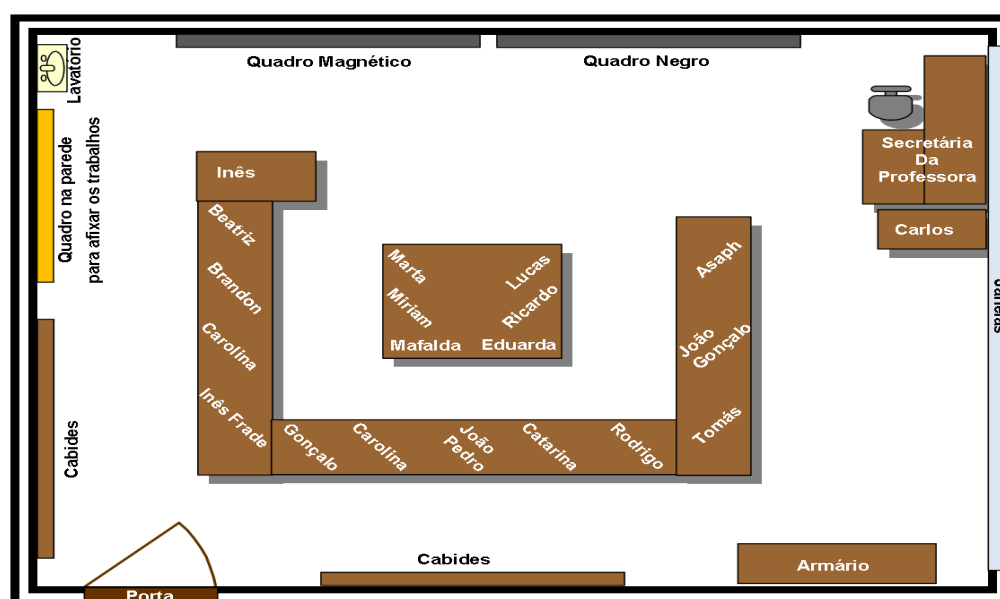 Lavatório
Quadro Magnético
Quadro Negro
Quadro na parede
para afixar os trabalhos
Secretária
Da
Professora
Carlos
Inês
Beatriz
Brandon
Carolina
Inês Frade
Marta
Miriam
Mafalda
Lucas
Ricardo
Eduarda
Asaph
João
Gonçalo
Tomás
Gonçalo
Carolina
João
Pedro
Catarina
Rodrigo
Janelas
Cabides
Cabides
Armário
Porta